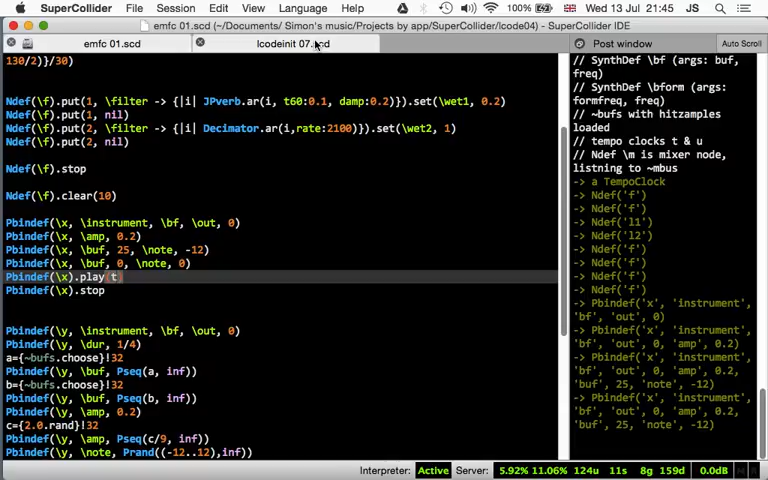 SuperCollider File Session Edit View Language Help 100% Wed 13 Jul 21:45 JS
emfc 01.scd (~/Documents/ Simon's music/Projects by app/SuperCollider/lcode04) - SuperCollider IDE
emfc 01.scd lcodeinit 07.scd Post window Auto Scroll
130/2)}/30)
Ndef(\f).put(1, \filter -> {|i| JPverb.ar(i, t60:0.1, damp:0.2)}).set(\wet1, 0.2)
Ndef(\f).put(1, nil)
Ndef(\f).put(2, \filter -> {|i| Decimator.ar(i,rate:2100)}).set(\wet2, 1)
Ndef(\f).put(2, nil)
Ndef(\f).stop
Ndef(\f).clear(10)
Pbindef(\x, \instrument, \bf, \out, 0)
Pbindef(\x, \amp, 0.2)
Pbindef(\x, \buf, 25, \note, -12)
Pbindef(\x, \buf, 0, \note, 0)
Pbindef(\x).play(t)
Pbindef(\x).stop
Pbindef(\y, \instrument, \bf, \out, 0)
Pbindef(\y, \dur, 1/4)
a={~bufs.choose}!32
Pbindef(\y, \buf, Pseq(a, inf))
b={~bufs.choose}!32
Pbindef(\y, \buf, Pseq(b, inf))
Pbindef(\y, \amp, 0.2)
c={2.0.rand}!32
Pbindef(\y, \amp, Pseq(c/9, inf))
Pbindef(\y, \note, Prand((-12..12),inf))
// SynthDef \bf (args: buf,
freq)
// SynthDef \bform (args:
formfreq, freq)
// ~bufs with hitzamples
loaded
// tempo clocks t & u
// Ndef \m is mixer node,
listning to ~mbus
-> a TempoClock
-> Ndef('f')
-> Ndef('f')
-> Ndef('l1')
-> Ndef('l2')
-> Ndef('f')
-> Ndef('f')
-> Ndef('f')
-> Ndef('f')
-> Pbindef('x', 'instrument',
'bf', 'out', 0)
-> Pbindef('x', 'instrument',
'bf', 'out', 0, 'amp', 0.2)
-> Pbindef('x', 'instrument',
'bf', 'out', 0, 'amp', 0.2,
'buf', 25, 'note', -12)
-> Pbindef('x', 'instrument',
'bf', 'out', 0, 'amp', 0.2,
'buf', 25, 'note', -12)
Interpreter: Active Server: 5.92% 11.06% 124u 11s 8g 159d 0.0dB